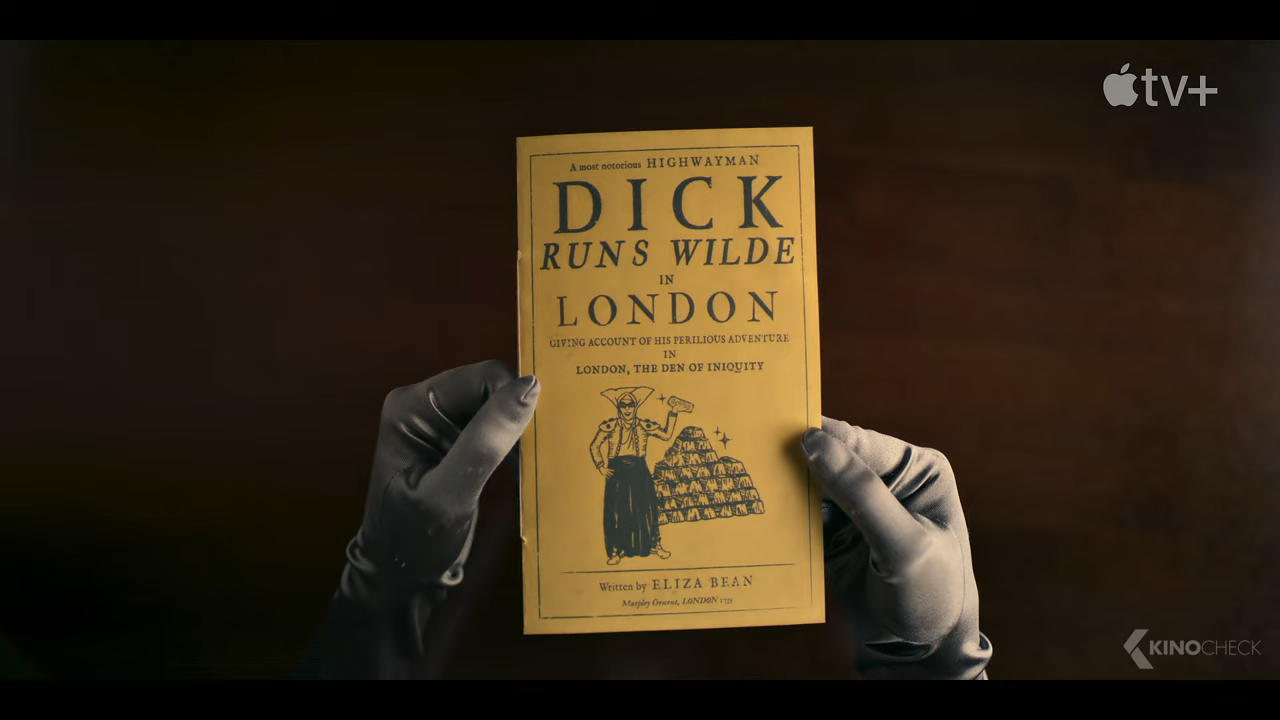 tv+
A most notorious HIGHWAYMAN
DICK
RUNS WILDE
IN
LONDON
GIVING ACCOUNT OF HIS PERILIOUS ADVENTURE
IN
LONDON, THE DEN OF INIQUITY
Written by ELIZA BEAN
LONDON
KINOCHECK